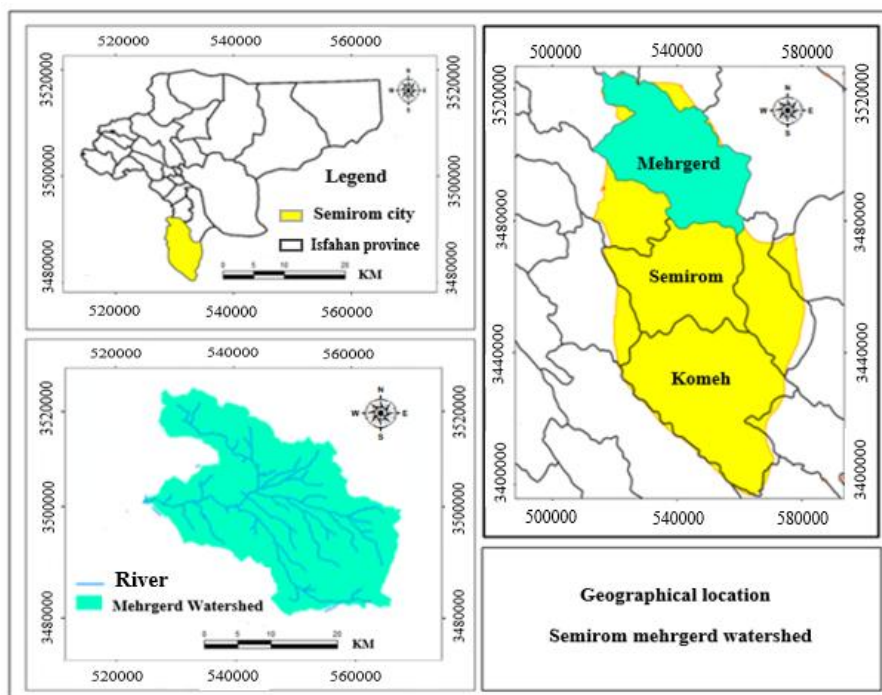 520000 540000 560000
3520000 3520000
3500000 3500000
3480000 3480000
N
W E
S
Legend
Semirom city
Isfahan province
0 5 10 20
KM
520000 540000 560000
520000 540000 560000
3520000 3520000
3500000 3500000
3480000 3480000
N
W E
S
River
Mehrgerd Watershed
0 5 10 20
KM
520000 540000 560000
500000 540000 580000
3520000 3520000
3480000 3480000
3440000 3440000
3400000 3400000
N
W E
S
Mehrgerd
Semirom
Komeh
500000 540000 580000
Geographical location
Semirom mehrgerd watershed